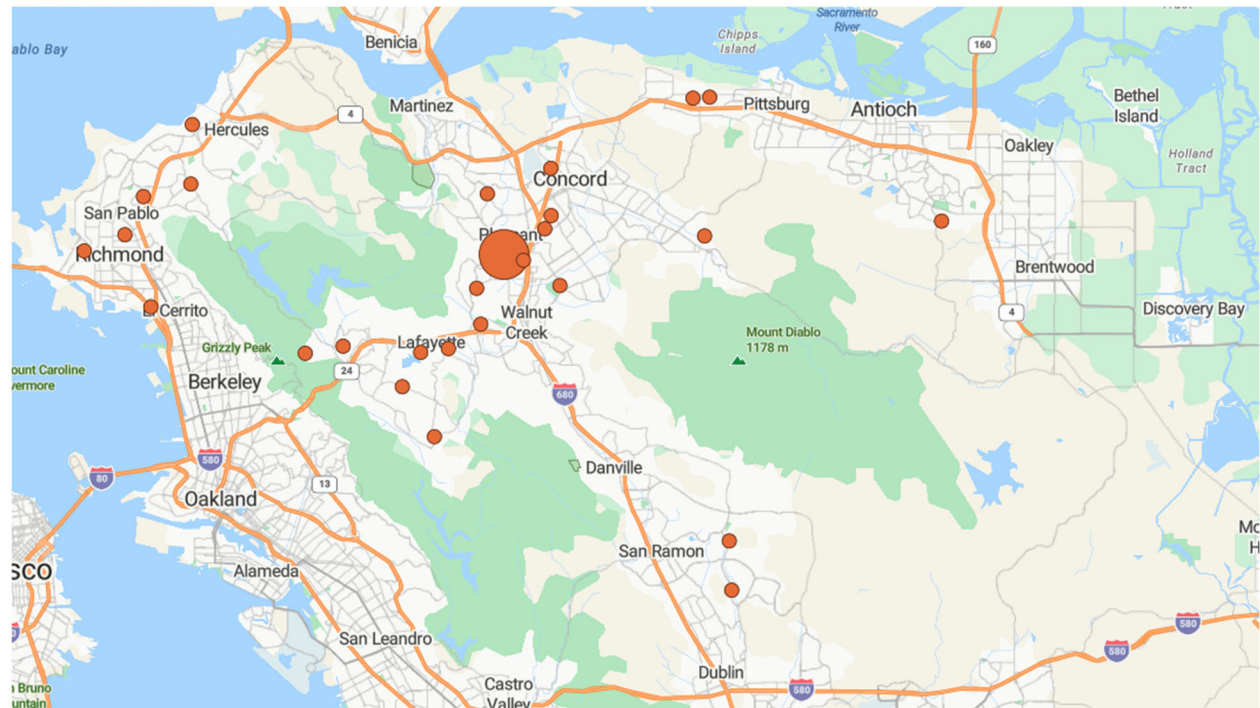 Sacramento
River
ablo Bay
Benicia
Chipps
Island
160
Martinez
4
Pittsburg
Antioch
Bethel
Island
Hercules
Oakley
Holland
Tract
Concord
San Pablo
Richmond
Brentwood
El Cerrito
Walnut
Creek
4
Discovery Bay
Grizzly Peak
Lafayette
Mount Diablo
1178 m
ount Caroline
vermore
Berkeley
24
680
580
Danville
80
13
Oakland
San Ramon
sco
Alameda
580
San Leandro
580
Dublin
580
n Bruno
untain
Castro
Valley